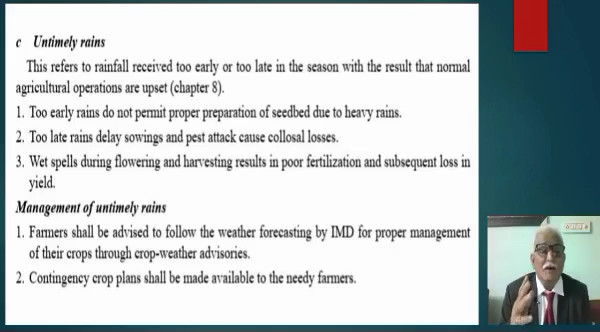 c Untimely rains
This refers to rainfall received too early or too late in the season with the result that normal
agricultural operations are upset (chapter 8).
1. Too early rains do not permit proper preparation of seedbed due to heavy rains.
2. Too late rains delay sowings and pest attack cause collosal losses.
3. Wet spells during flowering and harvesting results in poor fertilization and subsequent loss in
yield.
Management of untimely rains
1. Farmers shall be advised to follow the weather forecasting by IMD for proper management
of their crops through crop-weather advisories.
2. Contingency crop plans shall be made available to the needy farmers.